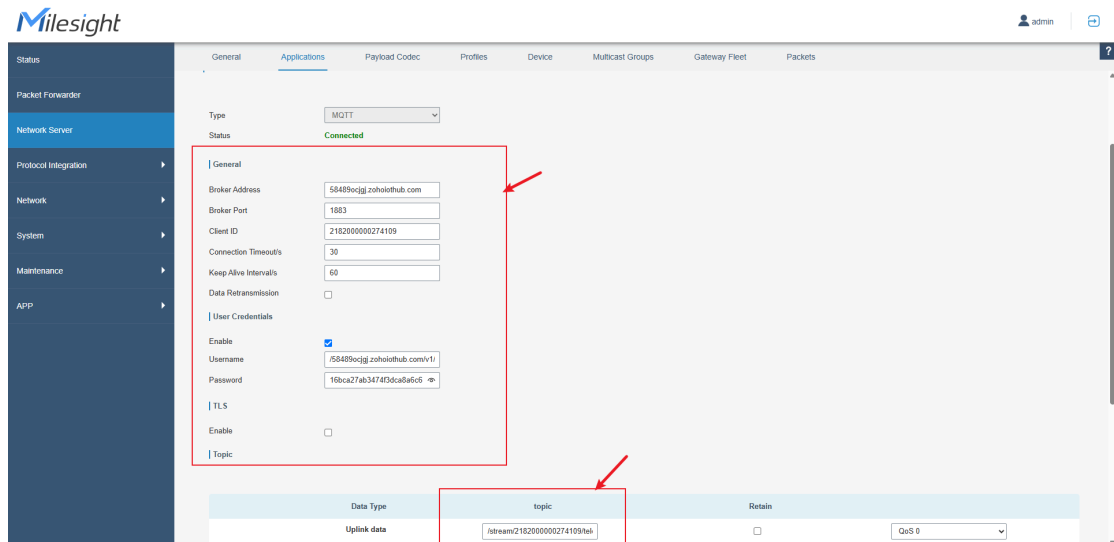 Milesight
admin
Status
General Applications Payload Codec Profiles Device Multicast Groups Gateway Fleet Packets
?
Packet Forwarder
Network Server
Protocol Integration
Network
System
Maintenance
APP
Type MQTT
Status Connected
General
Broker Address 58489ocjgj.zohoiothub.com
Broker Port 1883
Client ID 2182000000274109
Connection Timeout/s 30
Keep Alive Interval/s 60
Data Retransmission
User Credentials
Enable
Username /58489ocjgj.zohoiothub.com/v1/
Password 16bca27ab3474f3dca8a6c6
TLS
Enable
Topic
Data Type topic Retain
Uplink data /stream/2182000000274109/tel QoS 0